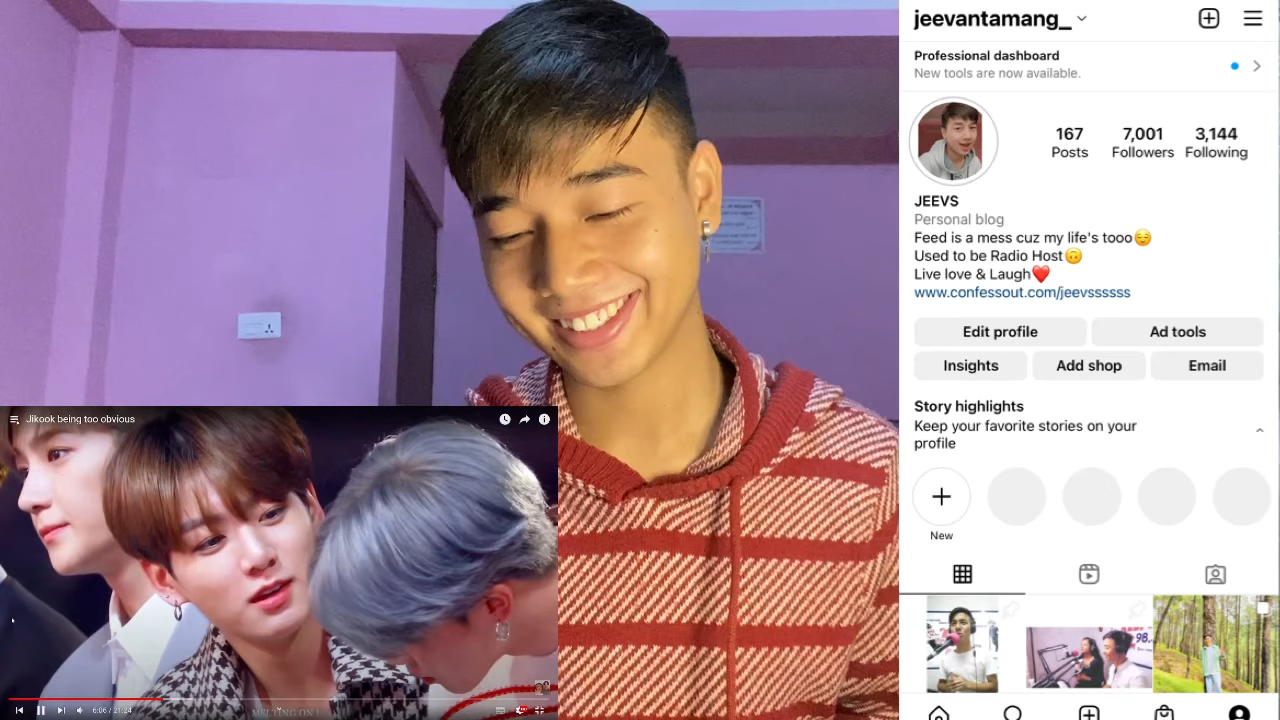 jeevantamang_
Professional dashboard
New tools are now available.
167
Posts
7,001
Followers
3,144
Following
JEEVS
Personal blog
Feed is a mess cuz my life's tooo😌
Used to be Radio Host🙃
Live love & Laugh❤️
www.confessout.com/jeevssssss
Edit profile
Ad tools
Insights
Add shop
Email
Story highlights
Keep your favorite stories on your
profile
New
98.
Jikook being too obvious
6:06 / 21:24